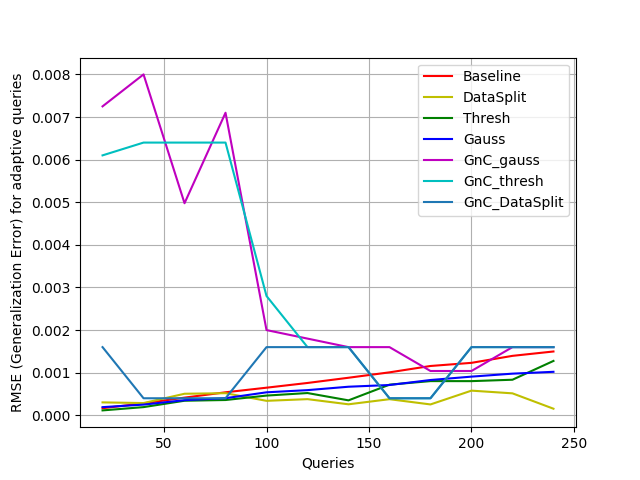 RMSE (Generalization Error) for adaptive queries
0.008
0.007
0.006
0.005
0.004
0.003
0.002
0.001
0.000
Baseline
DataSplit
Thresh
Gauss
GnC_gauss
GnC_thresh
GnC_DataSplit
50
100
150
200
250
Queries